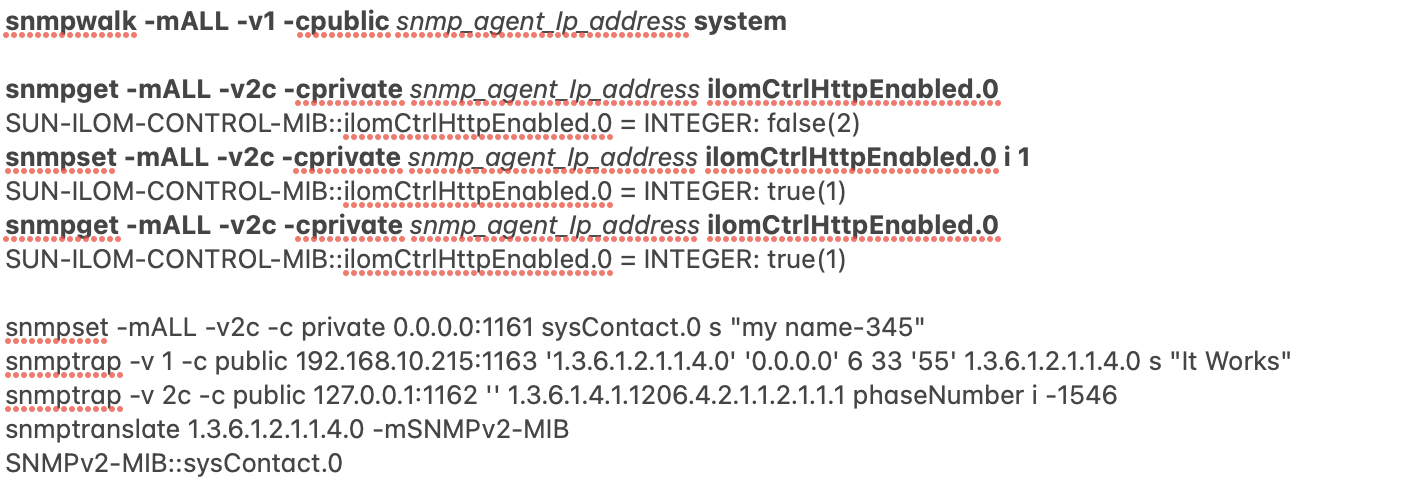 snmpwalk -mALL -v1 -cpublic snmp_agent_Ip_address system
snmpget -mALL -v2c -cprivate snmp_agent_Ip_address ilomCtrlHttpEnabled.0
SUN-ILOM-CONTROL-MIB::ilomCtrlHttpEnabled.0 = INTEGER: false(2)
snmpset -mALL -v2c -cprivate snmp_agent_Ip_address ilomCtrlHttpEnabled.0 i 1
SUN-ILOM-CONTROL-MIB::ilomCtrlHttpEnabled.0 = INTEGER: true(1)
snmpget -mALL -v2c -cprivate snmp_agent_Ip_address ilomCtrlHttpEnabled.0
SUN-ILOM-CONTROL-MIB::ilomCtrlHttpEnabled.0 = INTEGER: true(1)
snmpset -mALL -v2c -c private 0.0.0.0:1161 sysContact.0 s "my name-345"
snmptrap -v 1 -c public 192.168.10.215:1163 '1.3.6.1.2.1.1.4.0' '0.0.0.0' 6 33 '55' 1.3.6.1.2.1.1.4.0 s "It Works"
snmptrap -v 2c -c public 127.0.0.1:1162 '' 1.3.6.1.4.1.1206.4.2.1.1.2.1.1.1 phaseNumber i -1546
snmptranslate 1.3.6.1.2.1.1.4.0 -mSNMPv2-MIB
SNMPv2-MIB::sysContact.0